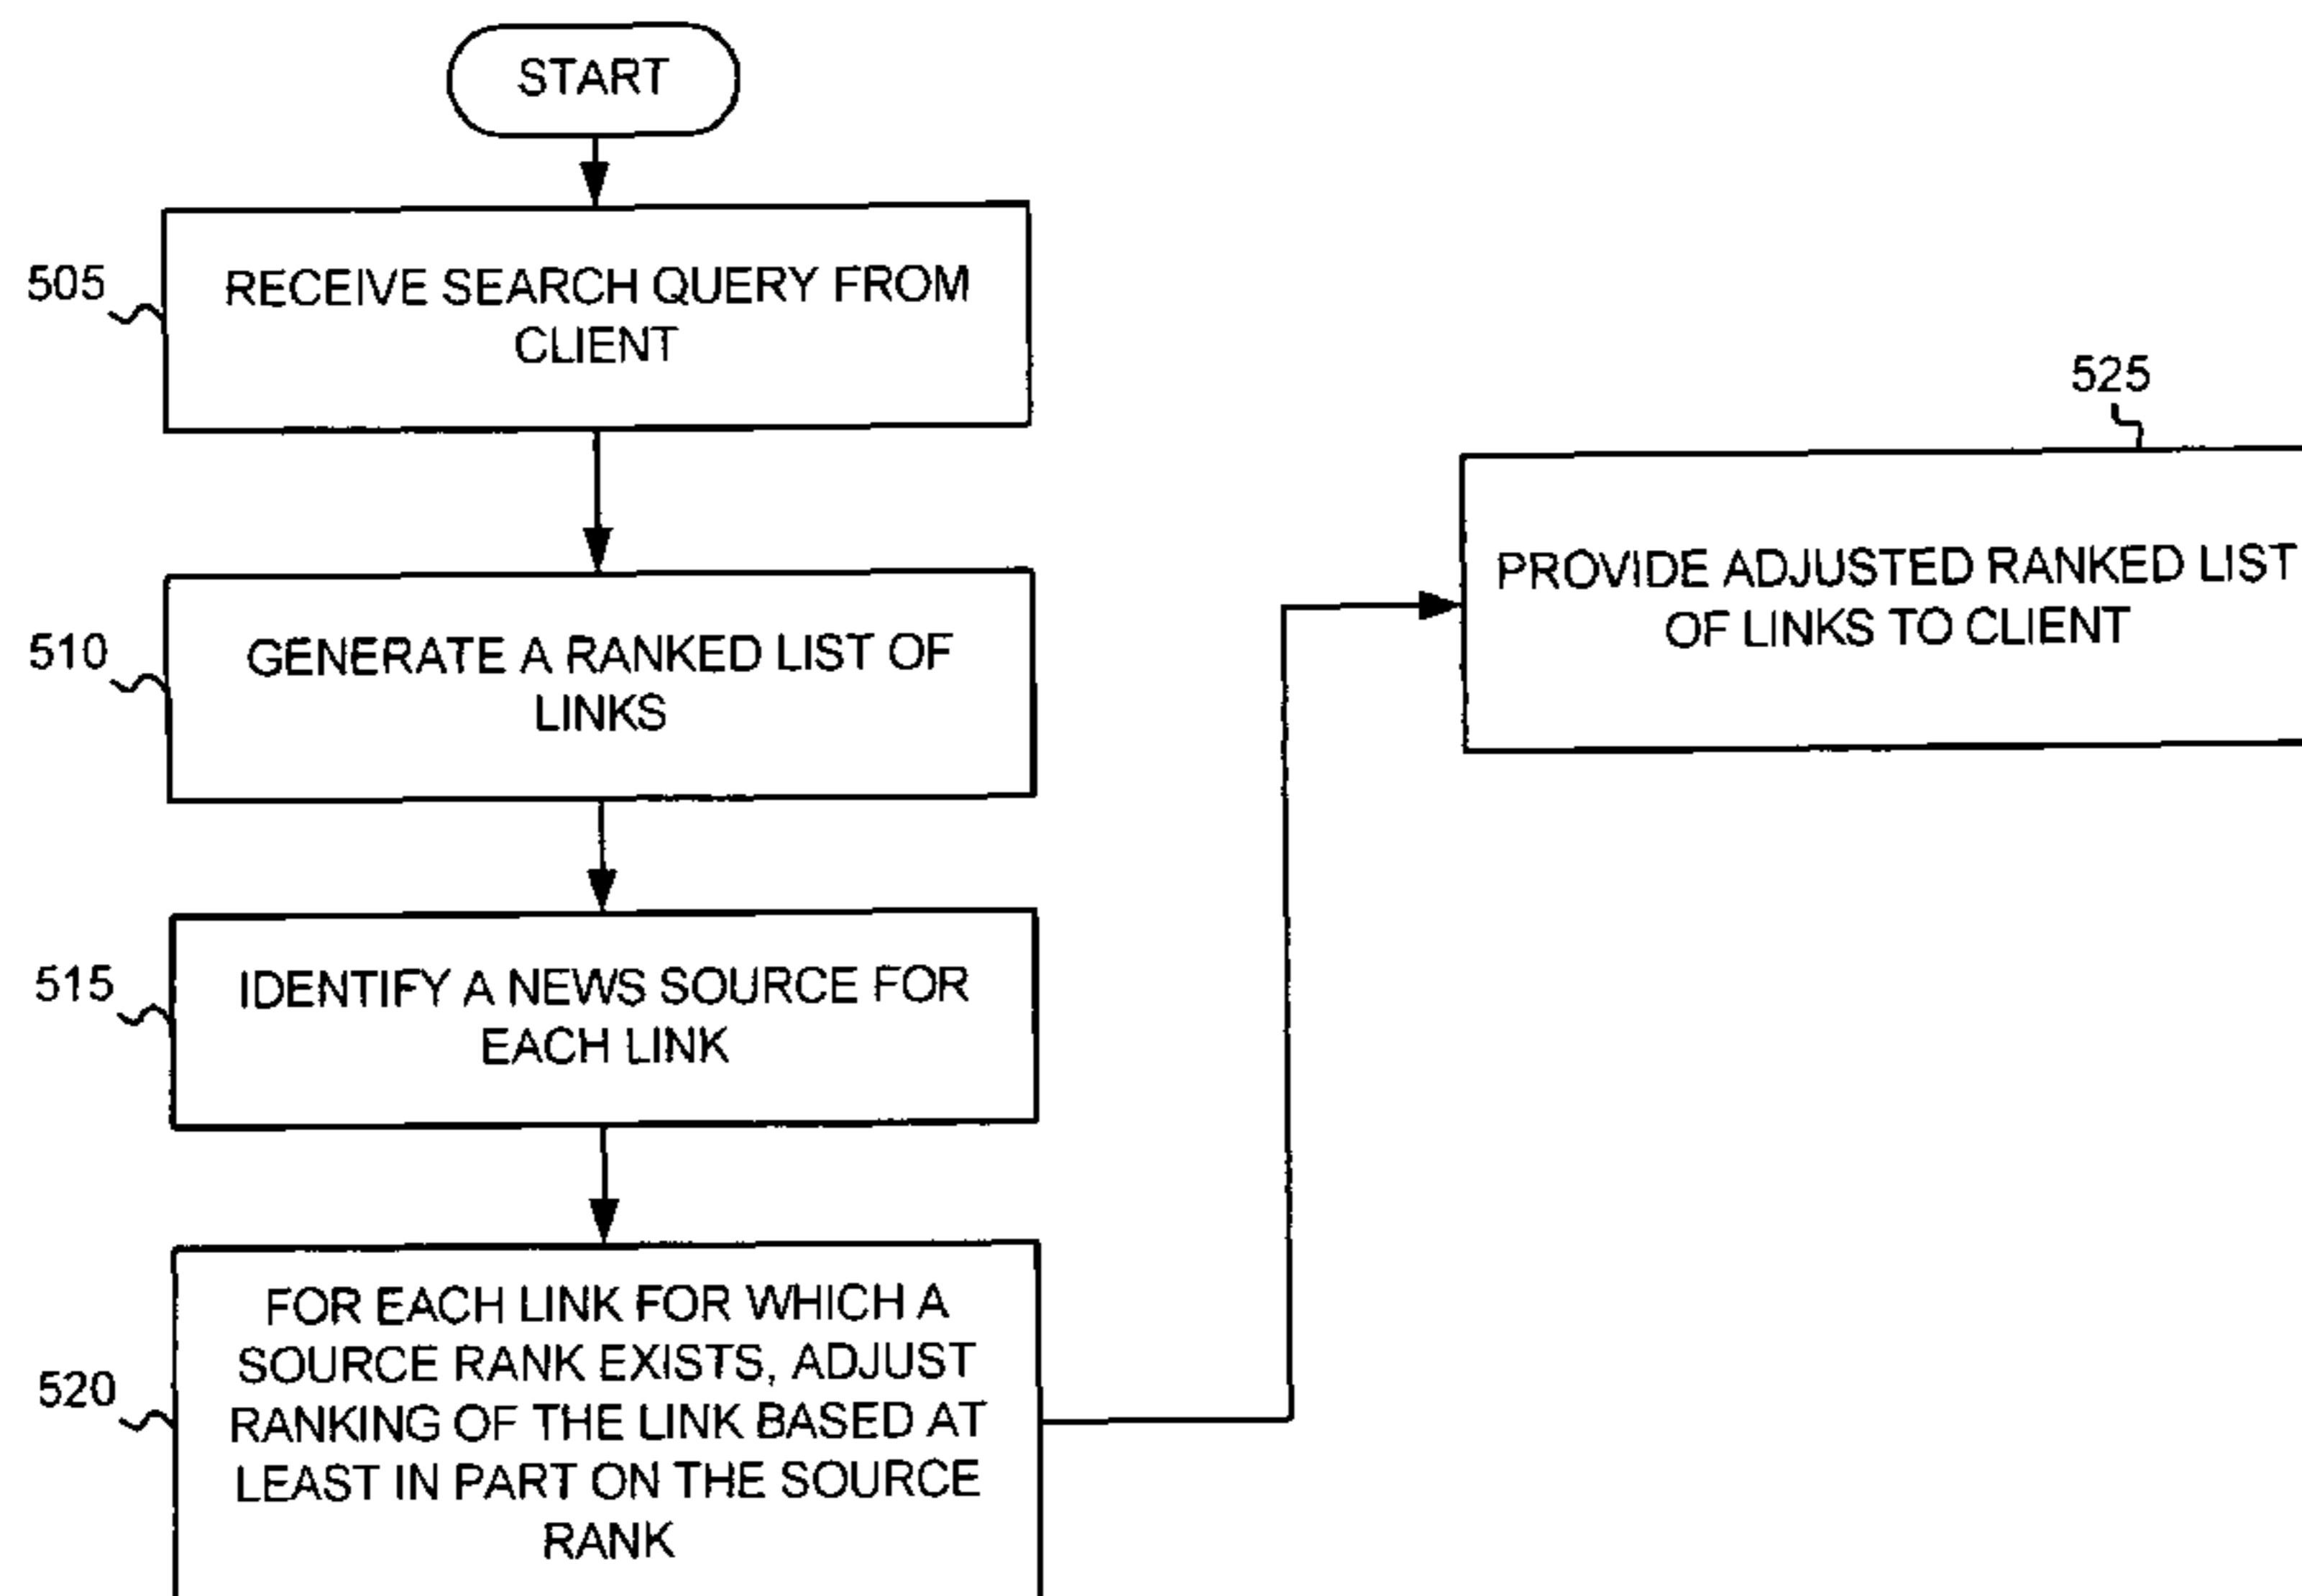 START
505
RECEIVE SEARCH QUERY FROM
CLIENT
510
GENERATE A RANKED LIST OF
LINKS
515
IDENTIFY A NEWS SOURCE FOR
EACH LINK
520
FOR EACH LINK FOR WHICH A
SOURCE RANK EXISTS, ADJUST
RANKING OF THE LINK BASED AT
LEAST IN PART ON THE SOURCE
RANK
525
PROVIDE ADJUSTED RANKED LIST
OF LINKS TO CLIENT